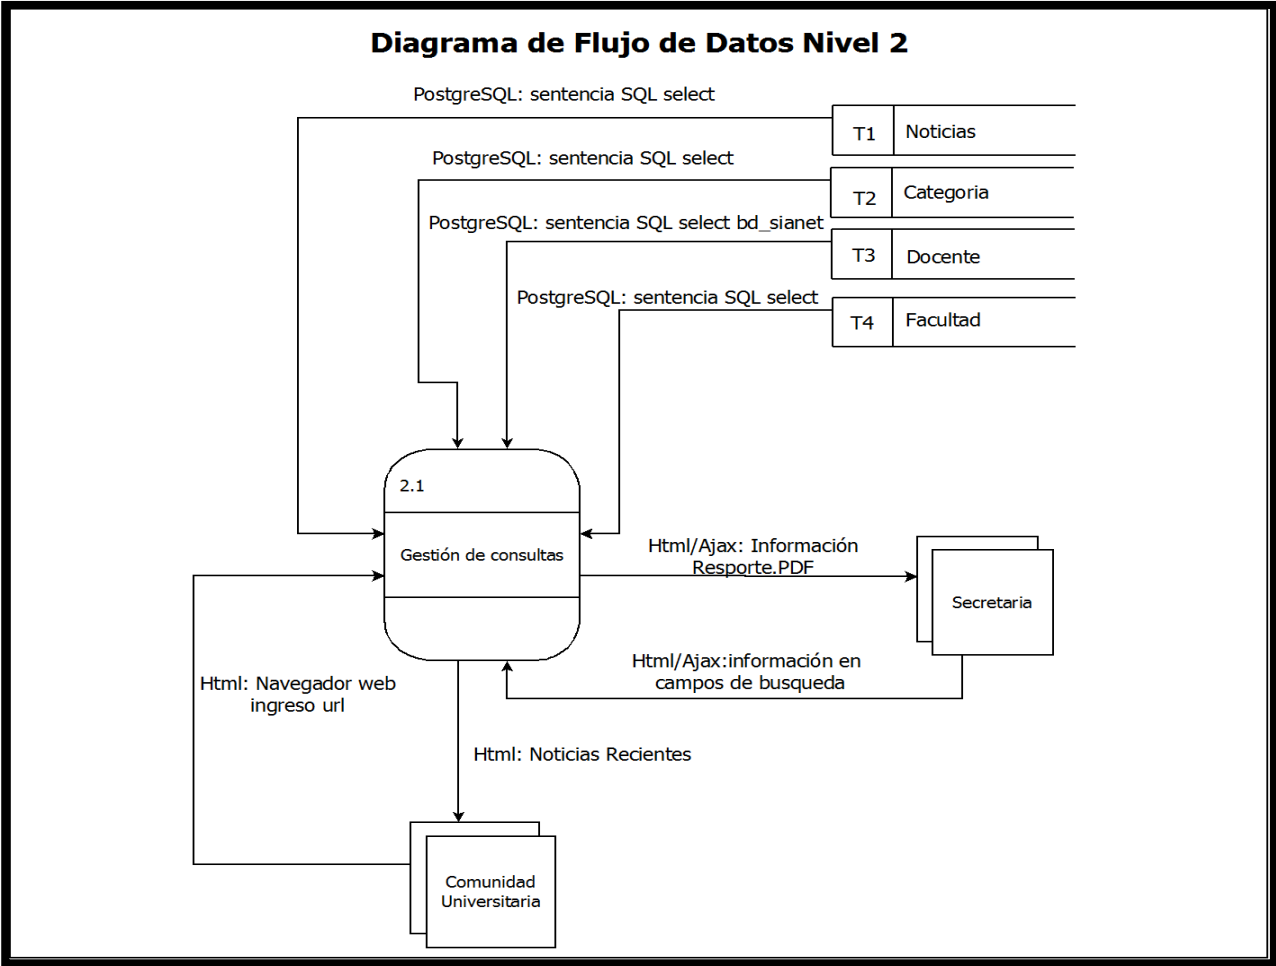 Diagrama de Flujo de Datos Nivel 2
PostgreSQL: sentencia SQL select
T1
Noticias
PostgreSQL: sentencia SQL select
T2
Categoria
PostgreSQL: sentencia SQL select bd_sianet
T3
Docente
PostgreSQL: sentencia SQL select
T4
Facultad
2.1
Gestión de consultas
Html/Ajax: Información
Resporte.PDF
Secretaria
Html/Ajax:información en
campos de busqueda
Html: Navegador web
ingreso url
Html: Noticias Recientes
Comunidad
Universitaria